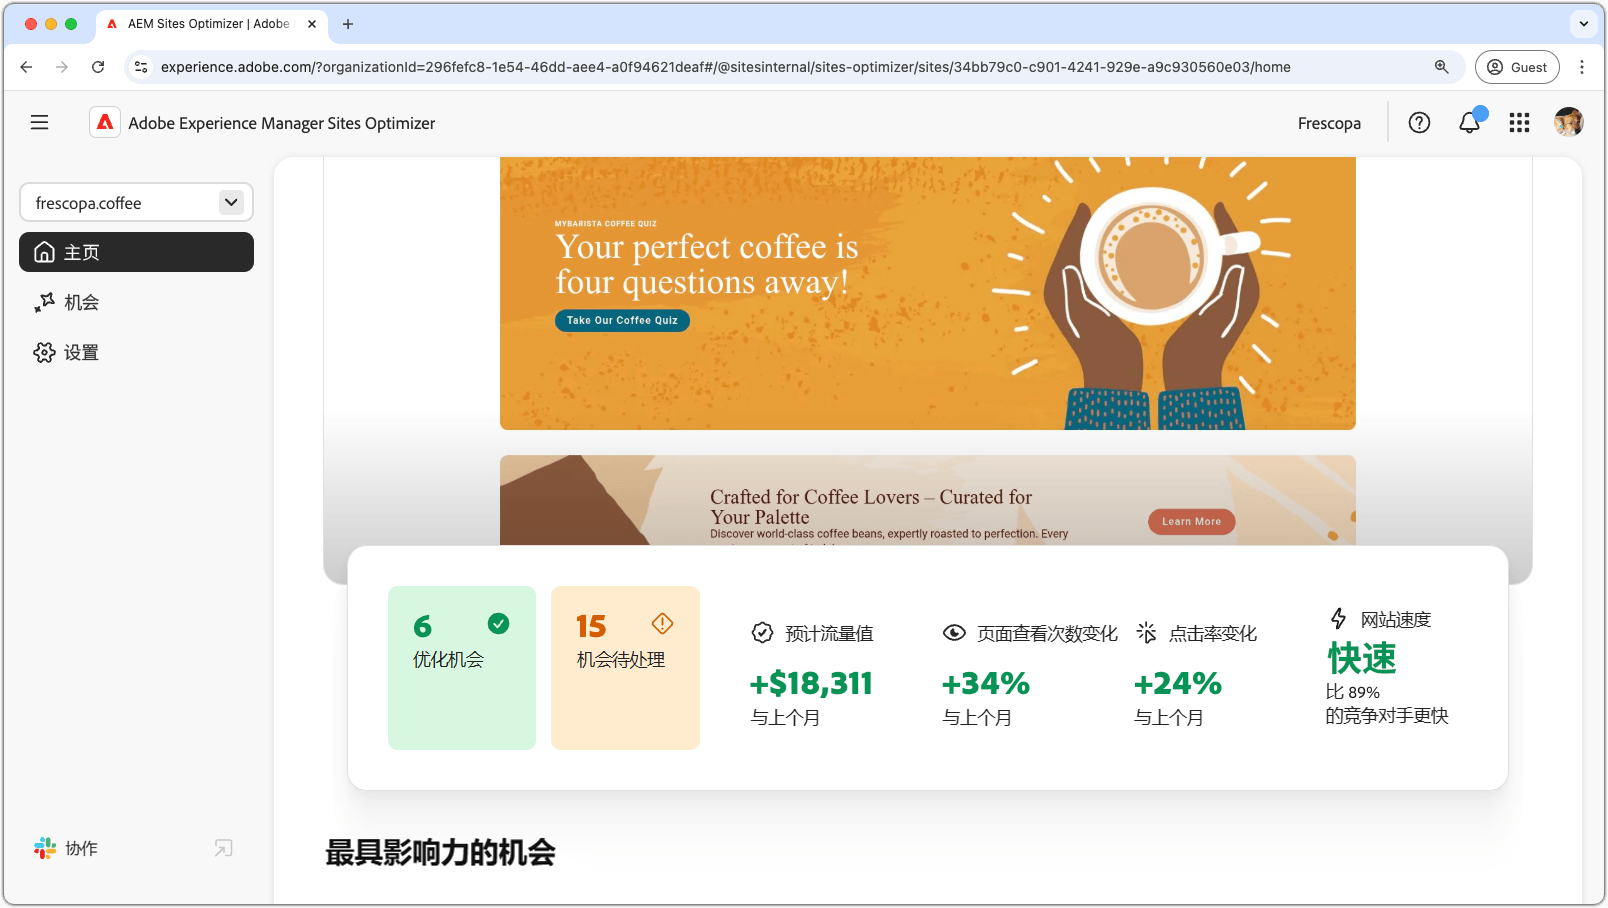 AEM Sites Optimizer | Adobe
experience.adobe.com/?organizationId=296fefc8-1e54-46dd-aee4-a0f94621deaf#/@sitesinternal/sites-optimizer/sites/34bb79c0-c901-4241-929e-a9c930560e03/home
Guest
Adobe Experience Manager Sites Optimizer
Frescopa
frescopa.coffee
主页
机会
设置
协作
MYBARISTA COFFEE QUIZ
Your perfect coffee is
four questions away!
Take Our Coffee Quiz
Crafted for Coffee Lovers – Curated for
Your Palette
Discover world-class coffee beans, expertly roasted to perfection. Every
Learn More
6
优化机会
15
机会待处理
预计流量值
+$18,311
与上个月
页面查看次数变化
+34%
与上个月
点击率变化
+24%
与上个月
网站速度
快速
比 89%
的竞争对手更快
最具影响力的机会